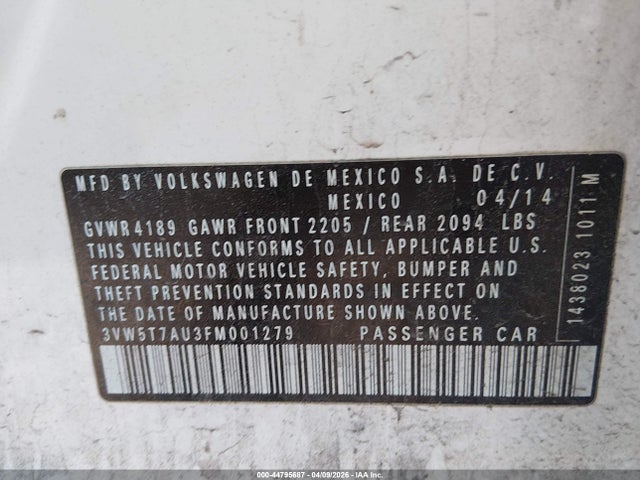 MFD BY VOLKSWAGEN DE MEXICO S.A. DE C.V.
MEXICO 04/14
GVWR 4189 GAWR FRONT 2205 / REAR 2094 LBS
THIS VEHICLE CONFORMS TO ALL APPLICABLE U.S.
FEDERAL MOTOR VEHICLE SAFETY, BUMPER AND
THEFT PREVENTION STANDARDS IN EFFECT ON
THE DATE OF MANUFACTURE SHOWN ABOVE.
3VW5T7AU3FM001279 PASSENGER CAR
1438023 1011 M
000-44795687 | 04/09/2026 | IAA Inc.